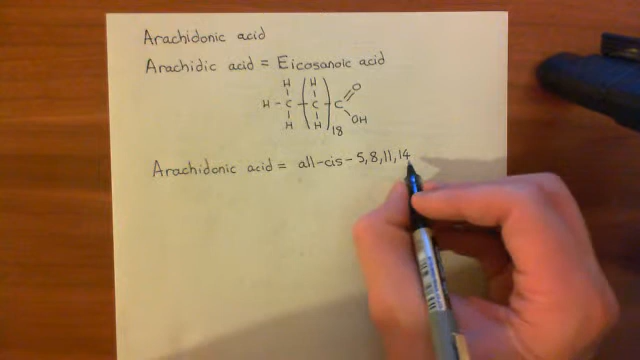 Arachidonic acid
Arachidic acid = Eicosanoic acid
H H
H - C - ( C ) - C O
H H 18 OH
Arachidonic acid = all-cis - 5,8,11,14